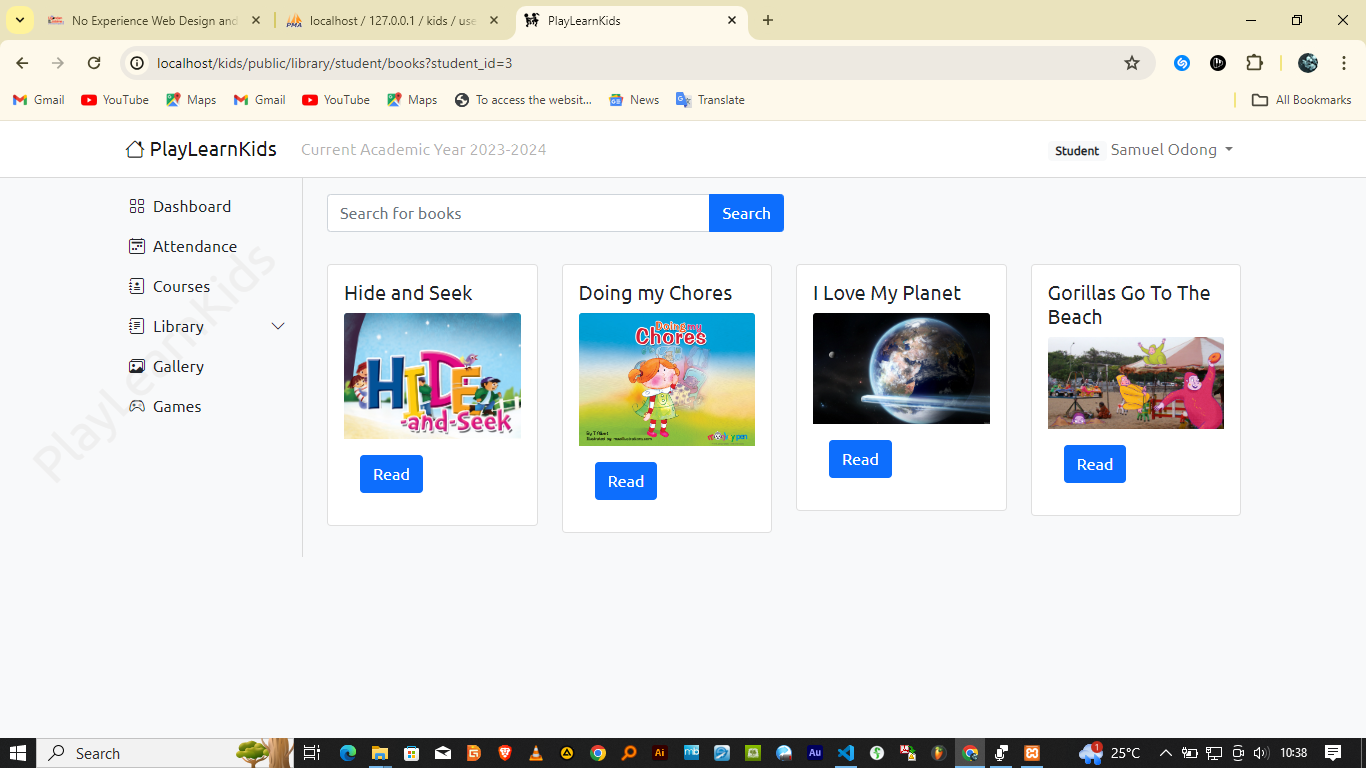 No Experience Web Design and
localhost / 127.0.0.1 / kids / use
PlayLearnKids
localhost/kids/public/library/student/books?student_id=3
Gmail
YouTube
Maps
Gmail
YouTube
Maps
To access the websit...
News
Translate
All Bookmarks
PlayLearnKids
Current Academic Year 2023-2024
Student
Samuel Odong
Dashboard
Attendance
Courses
Library
Gallery
Games
PlayLearnKids
Search for books
Search
Hide and Seek
HIDE
-and-SEEK
Read
Doing my Chores
Doing my
Chores
Read
I Love My Planet
Read
Gorillas Go To The
Beach
Read
Search
Ai
Au
1
25°C
10:38